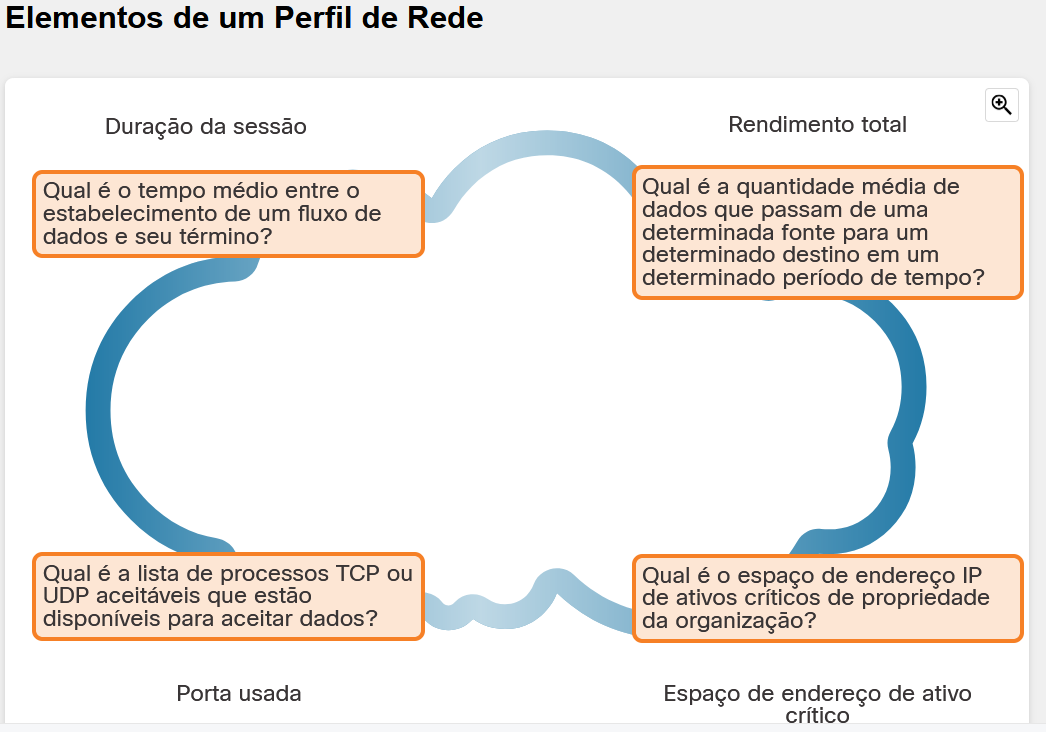 Elementos de um Perfil de Rede
Duração da sessão
Rendimento total
Qual é o tempo médio entre o
estabelecimento de um fluxo de
dados e seu término?
Qual é a quantidade média de
dados que passam de uma
determinada fonte para um
determinado destino em um
determinado período de tempo?
Qual é a lista de processos TCP ou
UDP aceitáveis que estão
disponíveis para aceitar dados?
Qual é o espaço de endereço IP
de ativos críticos de propriedade
da organização?
Porta usada
Espaço de endereço de ativo
crítico